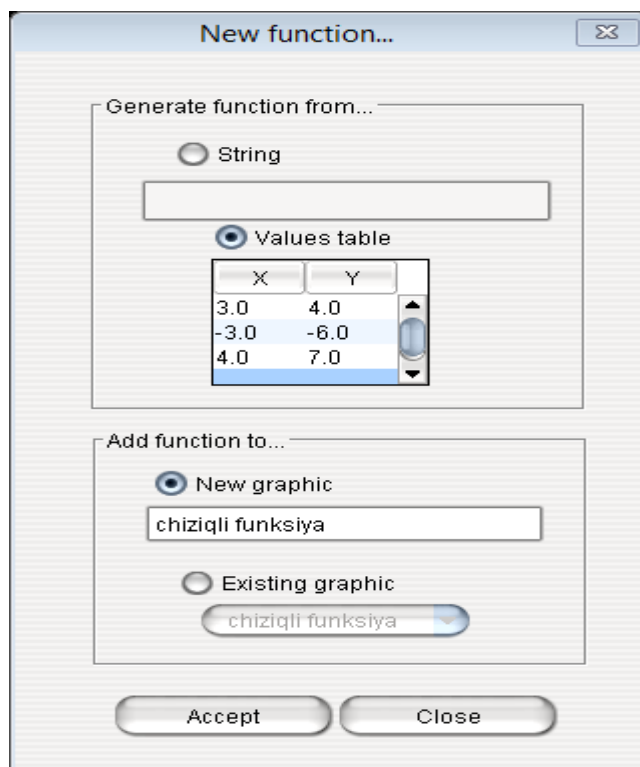 New function...
Generate function from...
String
Values table
X Y
3.0 4.0
-3.0 -6.0
4.0 7.0
Add function to...
New graphic
chiziqli funksiya
Existing graphic
chiziqli funksiya
Accept Close